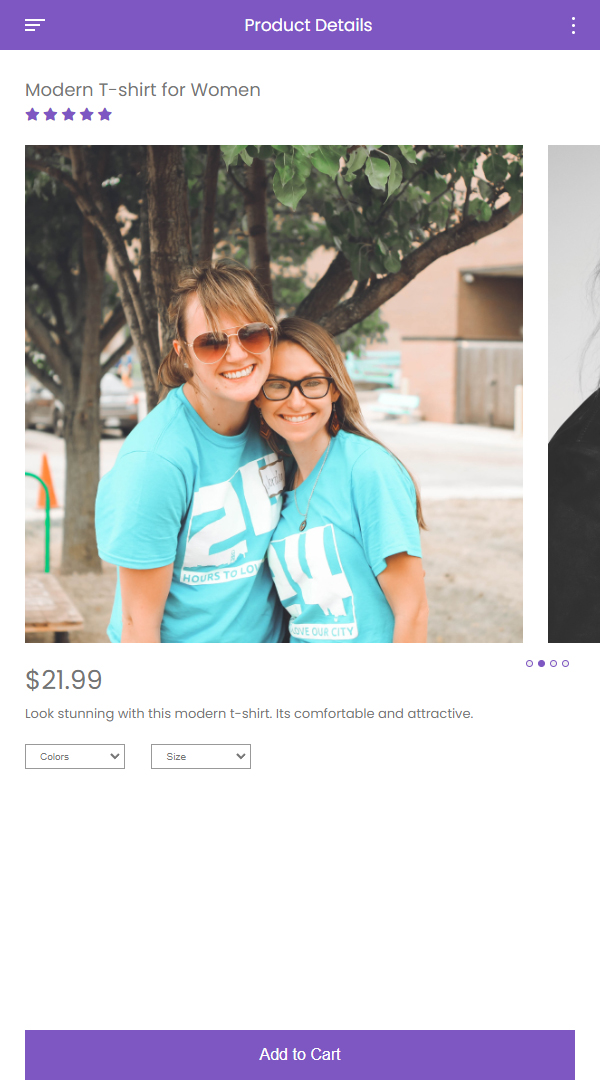 Product Details
Modern T-shirt for Women
24
HOURS TO LOV
24
LOVE OUR CITY
$21.99
Look stunning with this modern t-shirt. Its comfortable and attractive.
Colors Size
Add to Cart